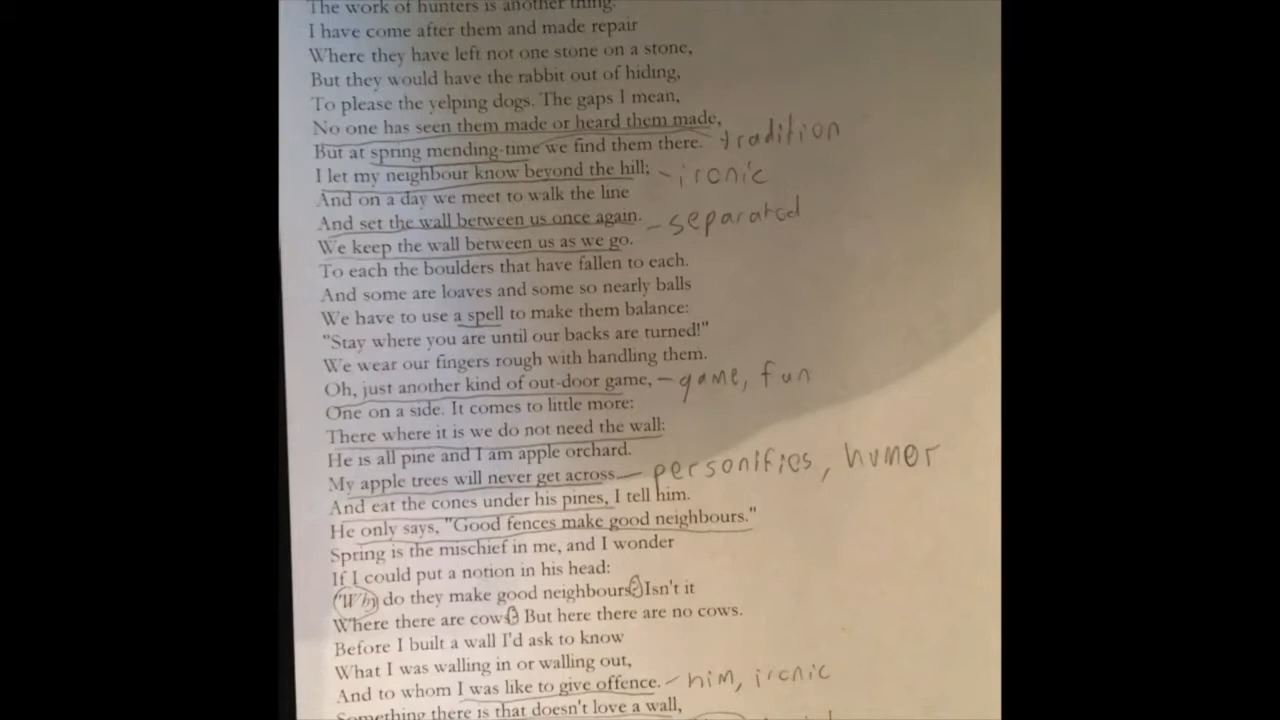 The work of hunters is another thing:
I have come after them and made repair
Where they have left not one stone on a stone,
But they would have the rabbit out of hiding,
To please the yelping dogs. The gaps I mean,
No one has seen them made or heard them made,
But at spring mending-time we find them there. tradition
I let my neighbour know beyond the hill; - ironic
And on a day we meet to walk the line
And set the wall between us once again. - separated
We keep the wall between us as we go.
To each the boulders that have fallen to each.
And some are loaves and some so nearly balls
We have to use a spell to make them balance:
"Stay where you are until our backs are turned!"
We wear our fingers rough with handling them.
Oh, just another kind of out-door game, - game, fun
One on a side. It comes to little more:
There where it is we do not need the wall:
He is all pine and I am apple orchard.
My apple trees will never get across - personifies, humor
And eat the cones under his pines, I tell him.
He only says, "Good fences make good neighbours."
Spring is the mischief in me, and I wonder
If I could put a notion in his head:
"Why do they make good neighbours? Isn't it
Where there are cows? But here there are no cows.
Before I built a wall I'd ask to know
What I was walling in or walling out,
And to whom I was like to give offence. - him, ironic
Something there is that doesn't love a wall,